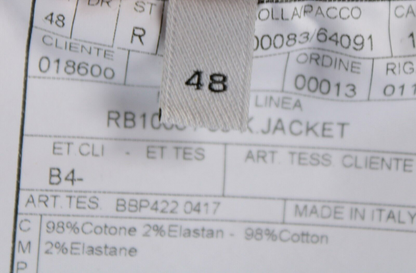 48 DR ST OLLA/PACCO CA
R 00083/64091 1
48
CLIENTE ORDINE RIG
018600 00013 011
LINEA
JACKET
ET CLI - ET TES ART. TESS CLIENTE
B4-
ART.TES. BBP422 0417 MADE IN ITALY
C 98%Cotone 2%Elastan - 98%Cotton
M 2%Elastane
P